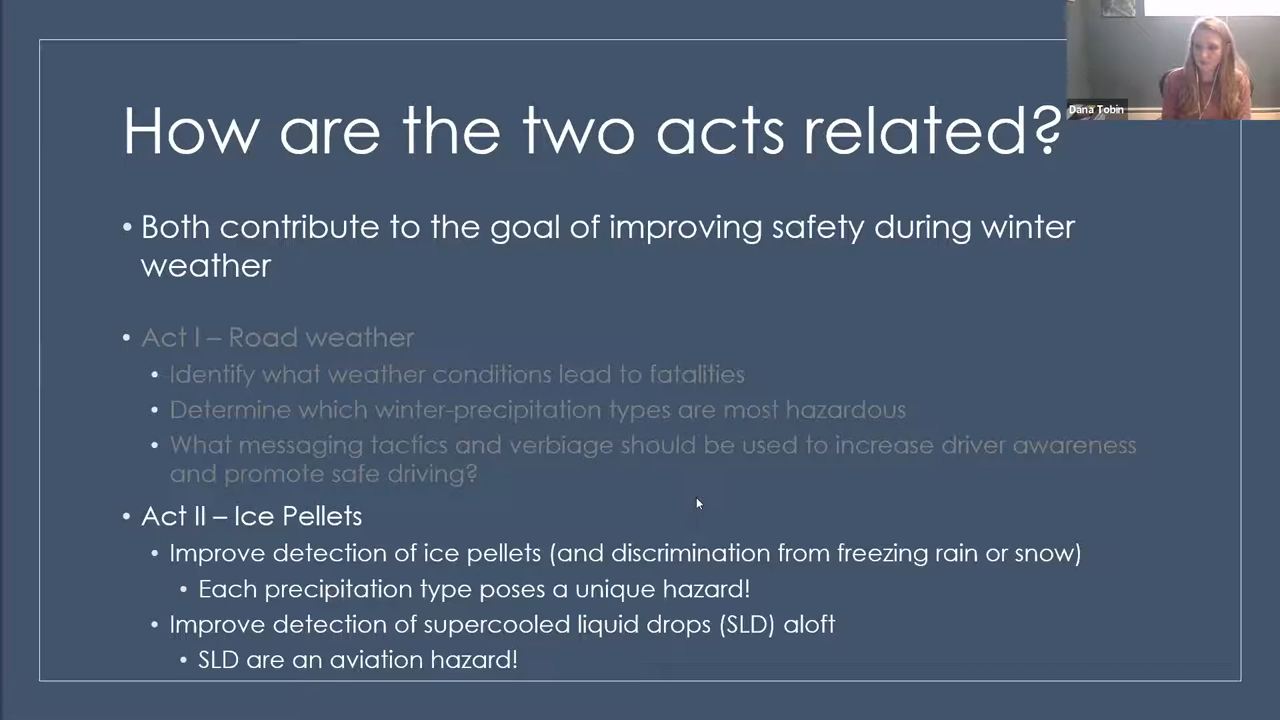 Dana Tobin
How are the two acts related?
• Both contribute to the goal of improving safety during winter
weather
• Act I – Road weather
• Identify what weather conditions lead to fatalities
• Determine which winter-precipitation types are most hazardous
• What messaging tactics and verbiage should be used to increase driver awareness
and promote safe driving?
• Act II – Ice Pellets
• Improve detection of ice pellets (and discrimination from freezing rain or snow)
• Each precipitation type poses a unique hazard!
• Improve detection of supercooled liquid drops (SLD) aloft
• SLD are an aviation hazard!